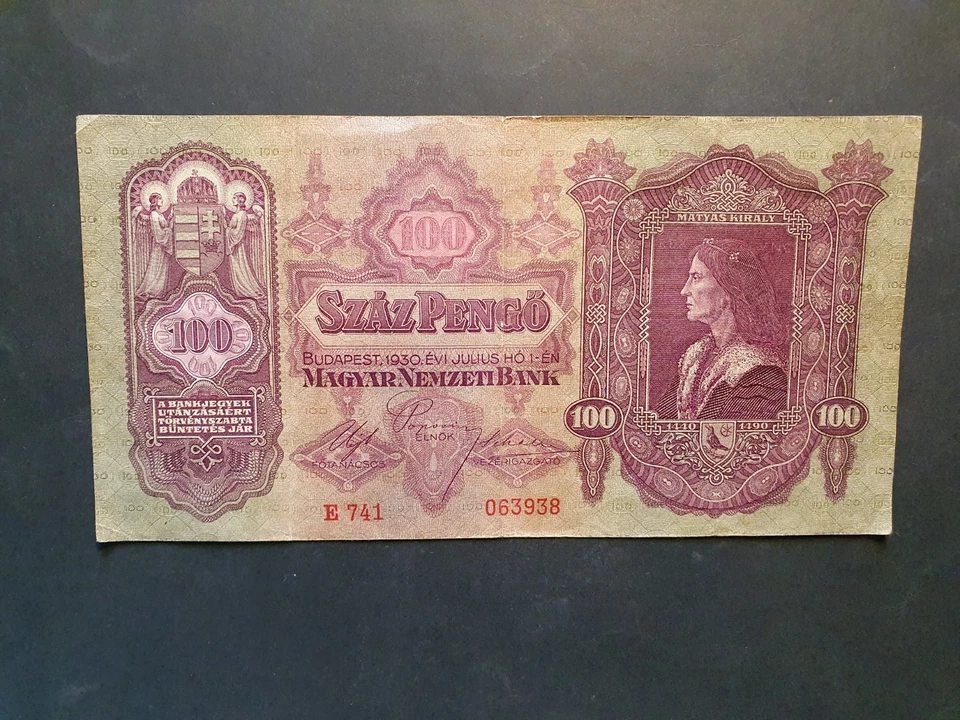 100
A BANKJEGYEK
UTÁNZÁSAÉRT
TÖRVÉNYSZABTA
BÜNTETÉS JÁR
100
SZÁZ PENGŐ
BUDAPEST, 1930. ÉVI JULIUS HÓ 1-ÉN
MAGYAR NEMZETI BANK
ELNÖK
FŐTANÁCSOS
VEZÉRIGAZGATÓ
E 741
063938
MÁTYÁS KIRÁLY
100
100
1440
1490